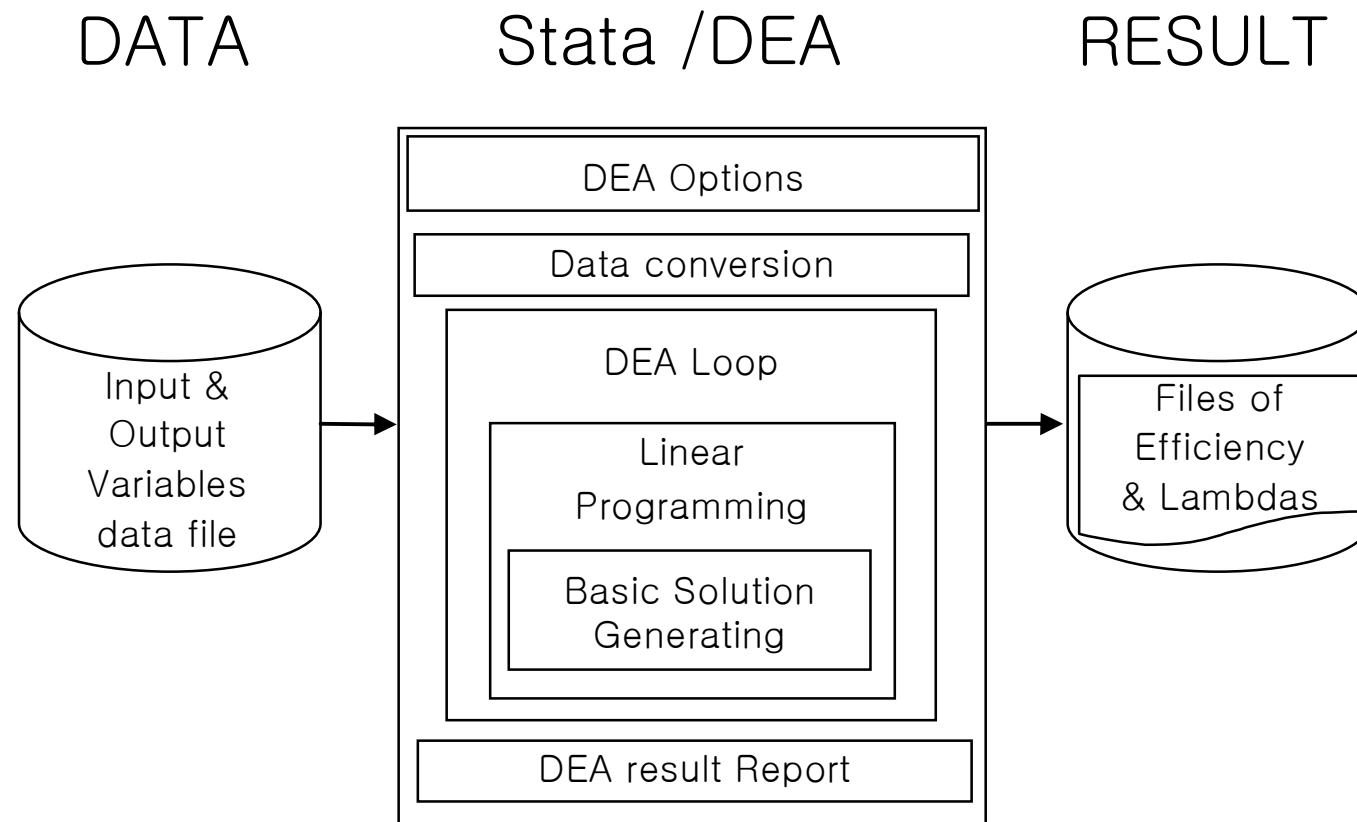 DATA
Stata /DEA
RESULT
Input &
Output
Variables
data file
DEA Options
Data conversion
DEA Loop
Linear
Programming
Basic Solution
Generating
DEA result Report
Files of
Efficiency
& Lambdas